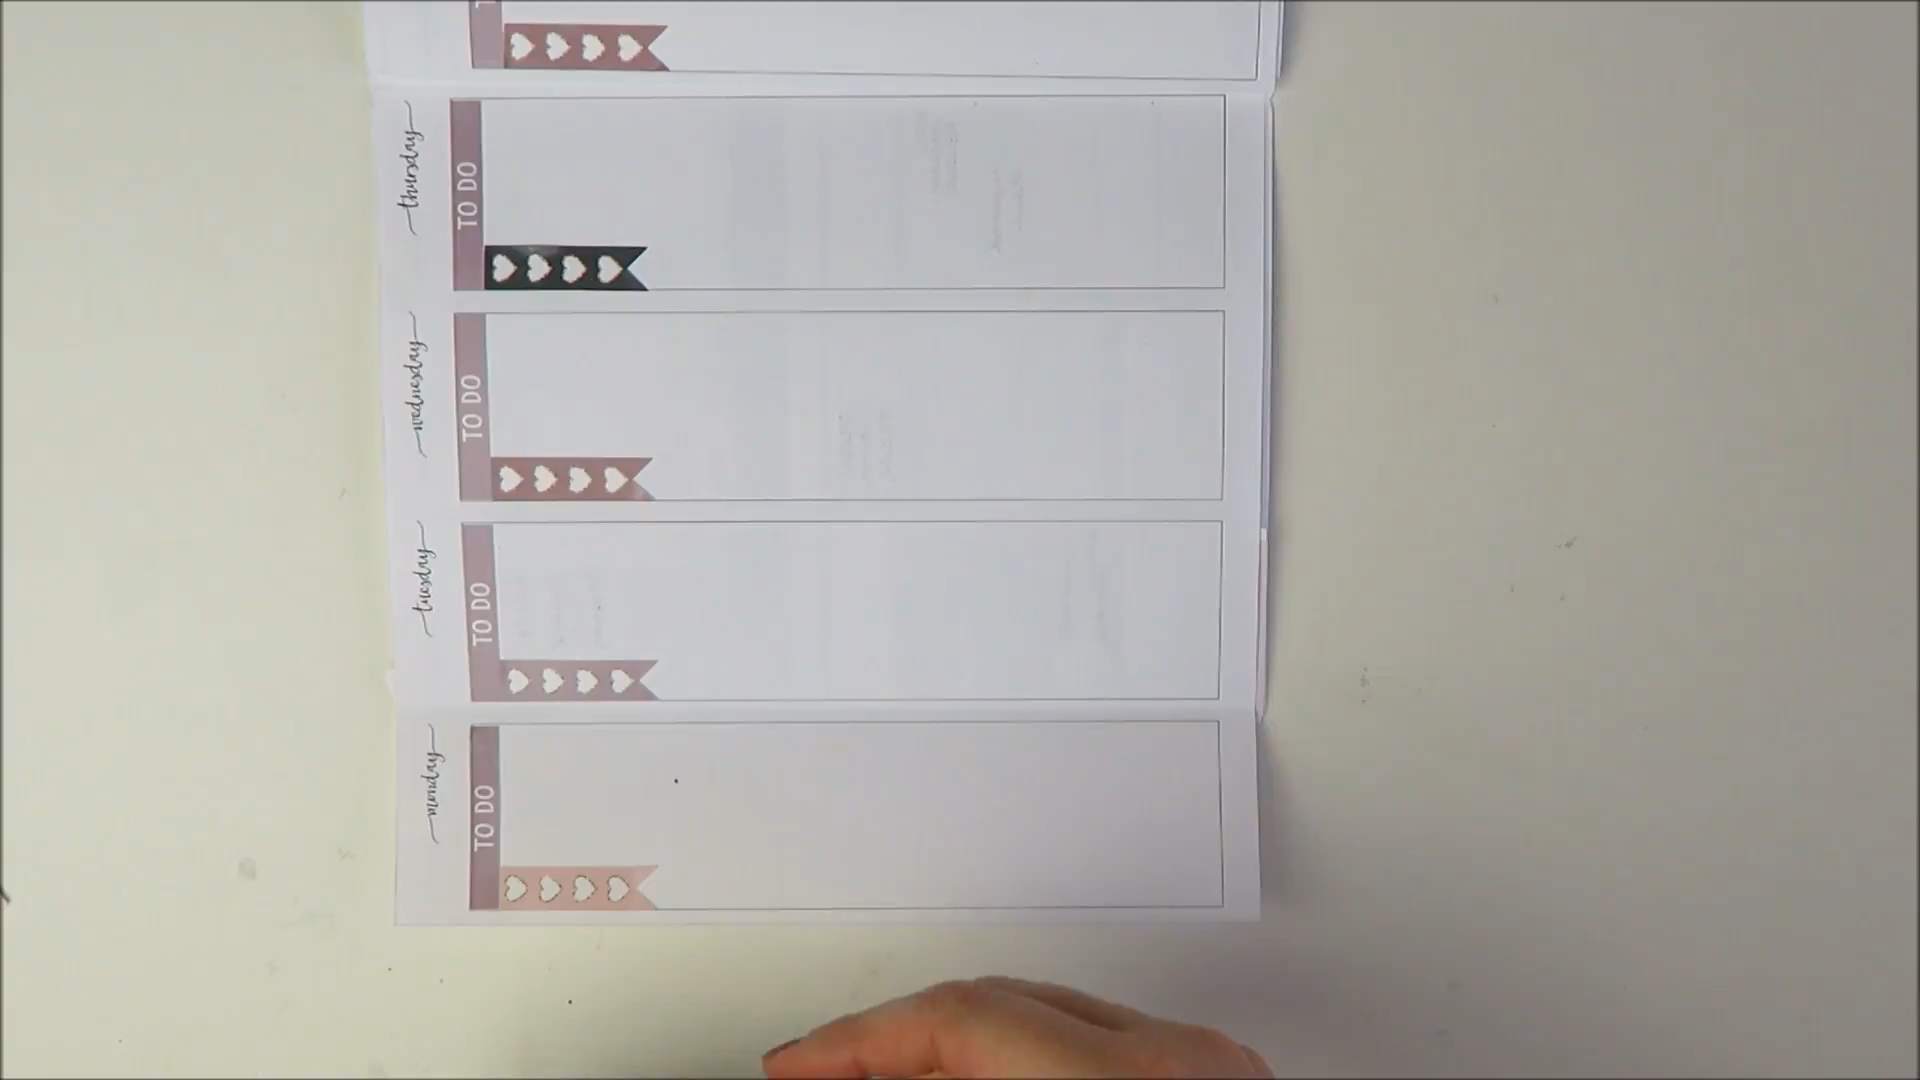 monday
TO DO
tuesday
TO DO
wednesday
TO DO
thursday
TO DO